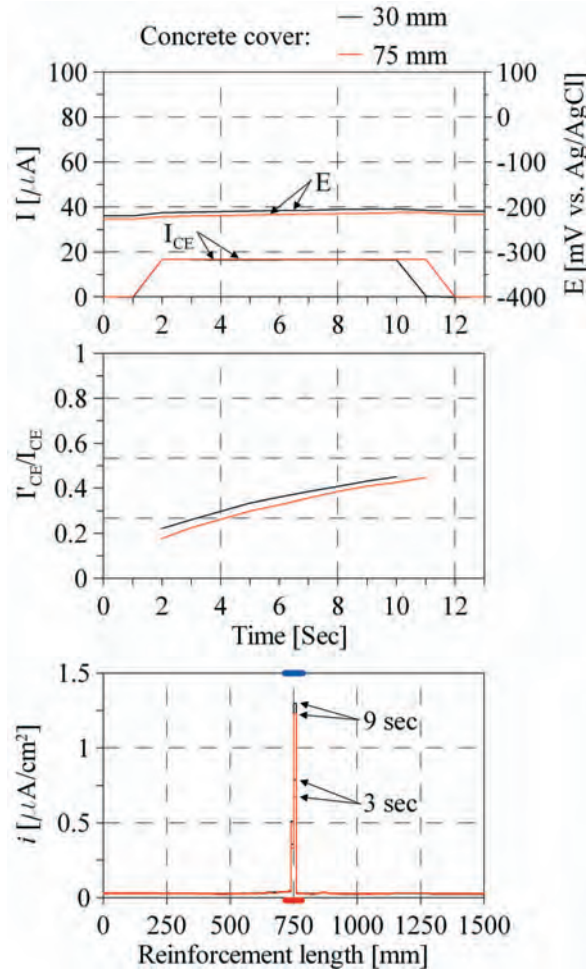 Concrete cover:
30 mm
75 mm
I [μA]
100
80
60
40
20
0
E
I_CE
E [mV vs. Ag/AgCl]
100
0
-100
-200
-300
-400
0 2 4 6 8 10 12
I'_CE/I_CE
1
0.8
0.6
0.4
0.2
0
0 2 4 6 8 10 12
Time [Sec]
i [μA/cm²]
1.5
1
0.5
0
9 sec
3 sec
0 250 500 750 1000 1250 1500
Reinforcement length [mm]